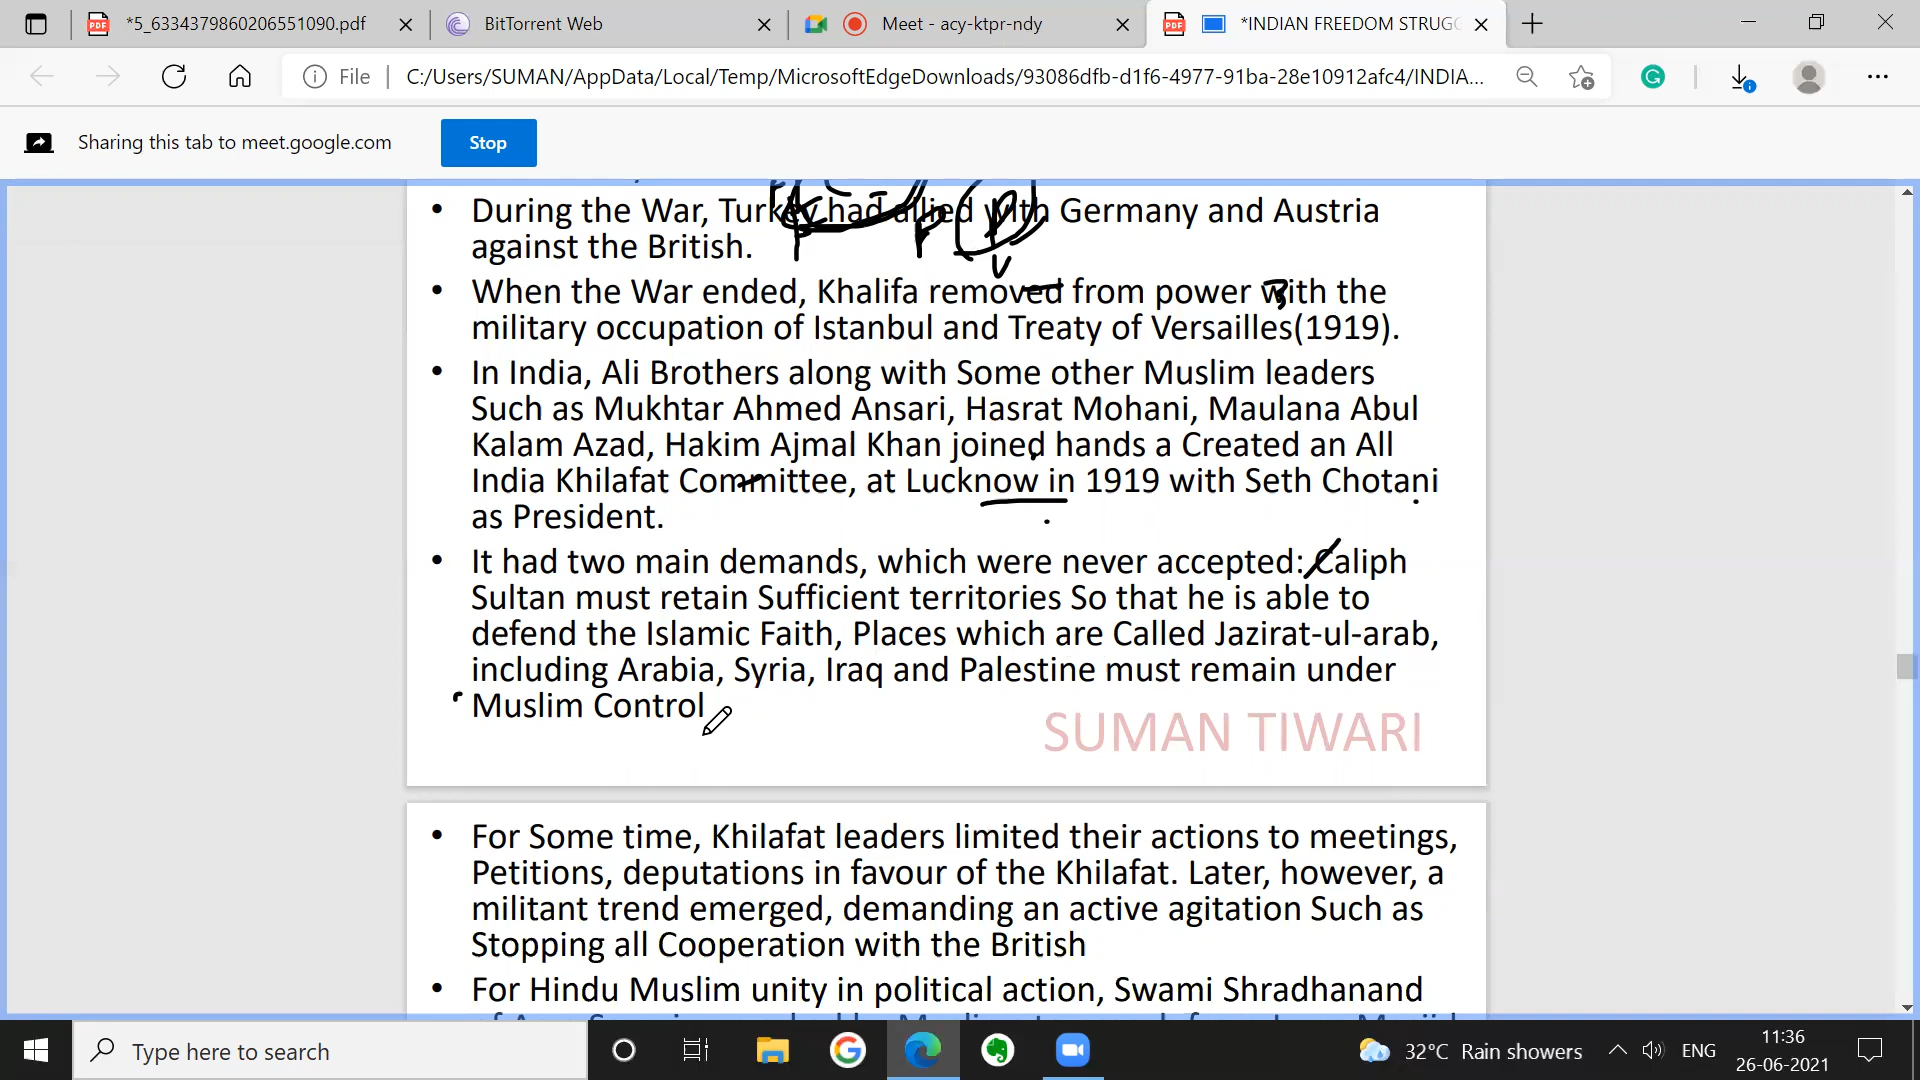 *5_6334379860206551090.pdf
BitTorrent Web
Meet - acy-ktpr-ndy
*INDIAN FREEDOM STRUGG
File
C:/Users/SUMAN/AppData/Local/Temp/MicrosoftEdgeDownloads/93086dfb-d1f6-4977-91ba-28e10912afc4/INDIA...
Sharing this tab to meet.google.com
Stop
• During the War, Turkey had allied with Germany and Austria
against the British.
• When the War ended, Khalifa removed from power with the
military occupation of Istanbul and Treaty of Versailles(1919).
• In India, Ali Brothers along with Some other Muslim leaders
Such as Mukhtar Ahmed Ansari, Hasrat Mohani, Maulana Abul
Kalam Azad, Hakim Ajmal Khan joined hands a Created an All
India Khilafat Committee, at Lucknow in 1919 with Seth Chotani
as President.
• It had two main demands, which were never accepted: Caliph
Sultan must retain Sufficient territories So that he is able to
defend the Islamic Faith, Places which are Called Jazirat-ul-arab,
including Arabia, Syria, Iraq and Palestine must remain under
Muslim Control
SUMAN TIWARI
• For Some time, Khilafat leaders limited their actions to meetings,
Petitions, deputations in favour of the Khilafat. Later, however, a
militant trend emerged, demanding an active agitation Such as
Stopping all Cooperation with the British
• For Hindu Muslim unity in political action, Swami Shradhanand
Type here to search
32°C Rain showers
ENG
11:36
26-06-2021